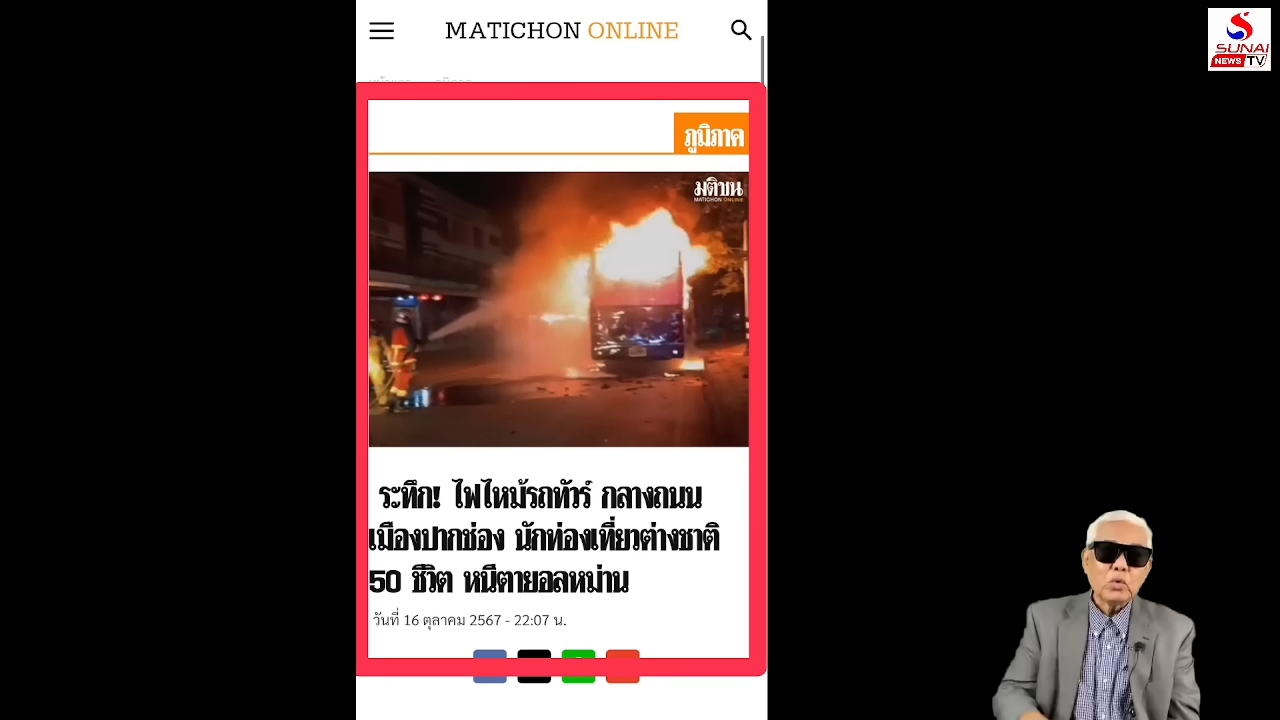 MATICHON ONLINE
SUNAI
NEWS TV
ภูมิภาค
มติชน
MATICHON ONLINE
ระทึก! ไฟไหม้รถทัวร์ กลางถนน
เมืองปากช่อง นักท่องเที่ยวต่างชาติ
50 ชีวิต หนีตายอลหม่าน
วันที่ 16 ตุลาคม 2567 - 22:07 น.